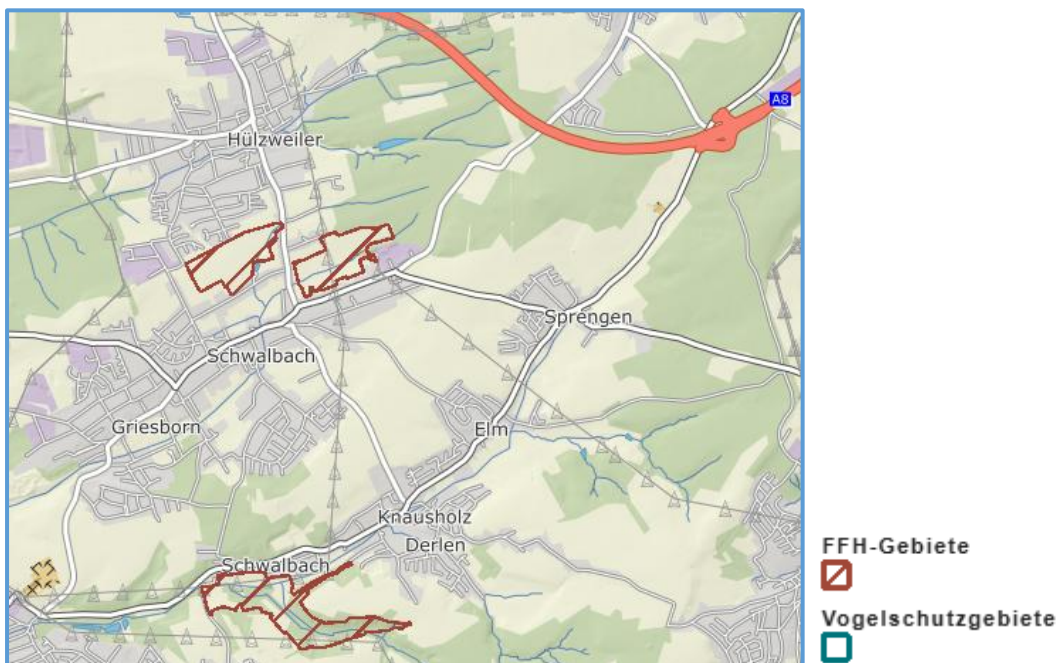 A8
Hülzweiler
Sprengen
Schwalbach
Griesborn
Elm
Knausholz
Derlen
Schwalbach
FFH-Gebiete
Vogelschutzgebiete